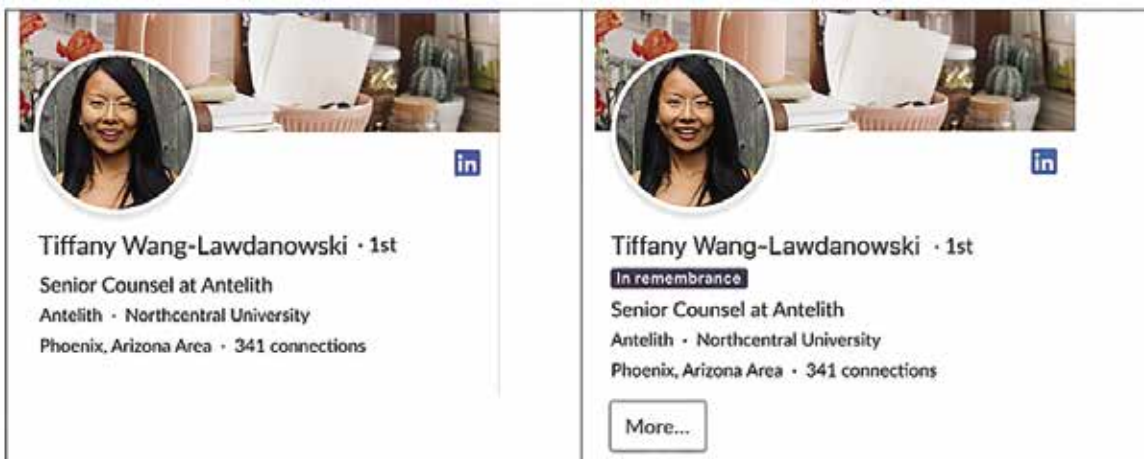 in
Tiffany Wang-Lawdanowski · 1st
Senior Counsel at Antelith
Antelith · Northcentral University
Phoenix, Arizona Area · 341 connections
in
Tiffany Wang-Lawdanowski · 1st
In remembrance
Senior Counsel at Antelith
Antelith · Northcentral University
Phoenix, Arizona Area · 341 connections
More...